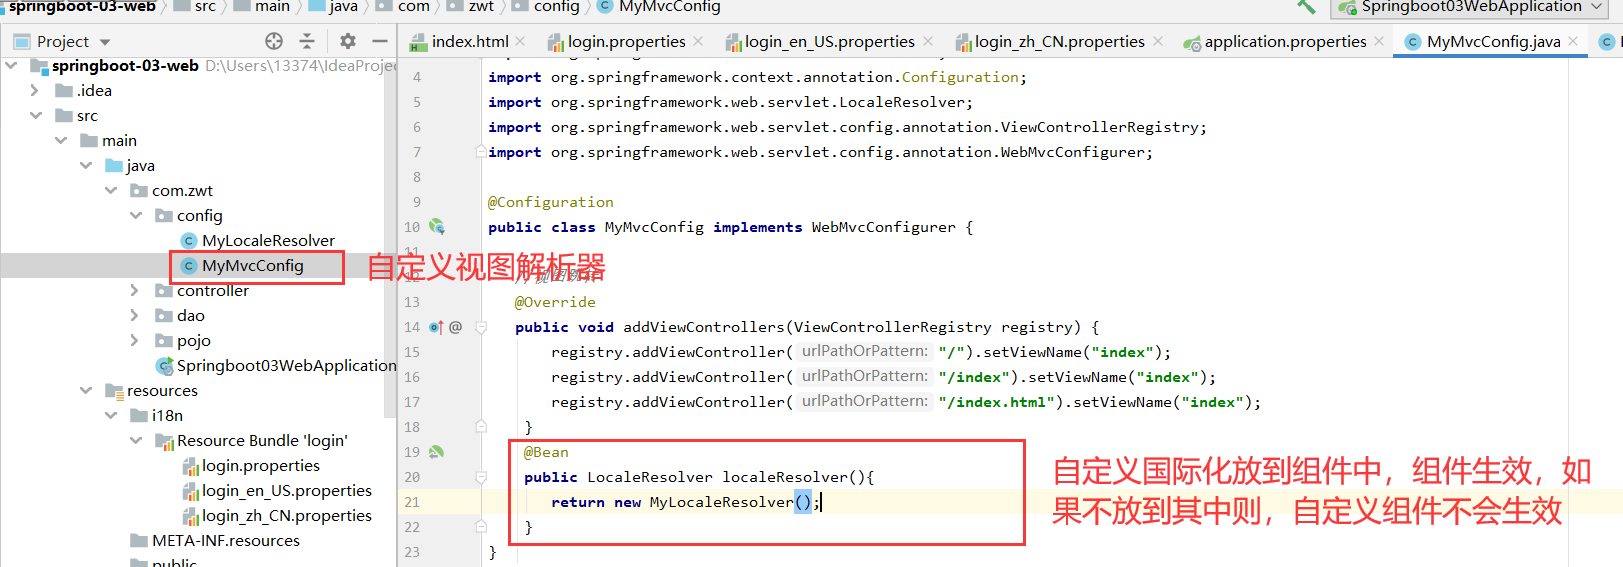 springboot-03-web
src
main
java
com
zwt
config
MyMvcConfig
Springboot03WebApplication
Project
index.html
login.properties
login_en_US.properties
login_zh_CN.properties
application.properties
MyMvcConfig.java
springboot-03-web D:\Users\13374\IdeaProjec
.idea
src
main
java
com.zwt
config
MyLocaleResolver
MyMvcConfig
controller
dao
pojo
Springboot03WebApplication
resources
i18n
Resource Bundle 'login'
login.properties
login_en_US.properties
login_zh_CN.properties
META-INF.resources
public
自定义视图解析器
4 import org.springframework.context.annotation.Configuration;
5 import org.springframework.web.servlet.LocaleResolver;
6 import org.springframework.web.servlet.config.annotation.ViewControllerRegistry;
7 import org.springframework.web.servlet.config.annotation.WebMvcConfigurer;
8
9 @Configuration
10 public class MyMvcConfig implements WebMvcConfigurer {
11
12
13 @Override
14 public void addViewControllers(ViewControllerRegistry registry) {
15 registry.addViewController( urlPathOrPattern: "/").setViewName("index");
16 registry.addViewController( urlPathOrPattern: "/index").setViewName("index");
17 registry.addViewController( urlPathOrPattern: "/index.html").setViewName("index");
18 }
19 @Bean
20 public LocaleResolver localeResolver(){
21 return new MyLocaleResolver();
22 }
23 }
自定义国际化放到组件中，组件生效，如
果不放到其中则，自定义组件不会生效